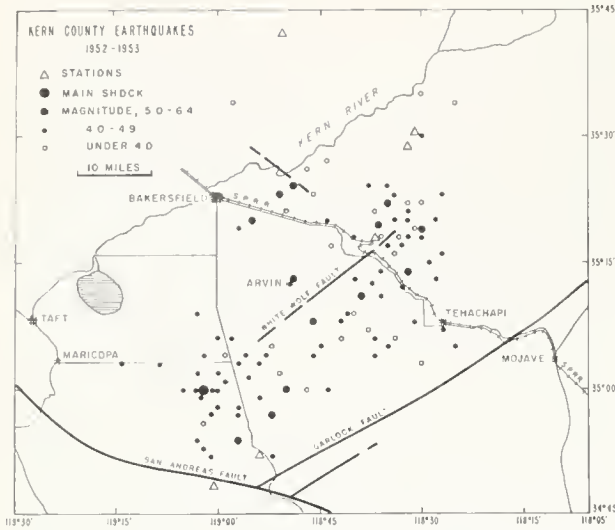 KERN COUNTY EARTHQUAKES
1952-1953
STATIONS
MAIN SHOCK
MAGNITUDE, 5.0-6.4
4.0-4.9
UNDER 4.0
10 MILES
KERN RIVER
BAKERSFIELD
S.P.R.R.
ARVIN
WHITE WOLF FAULT
TEHACHAPI
TAFT
MARICOPA
MOJAVE
S.P.R.R.
GARLOCK FAULT
SAN ANDREAS FAULT
35°45'
35°30'
35°15'
35°00'
119°30'
119°15'
119°00'
118°45'
118°30'
118°15'
118°05'